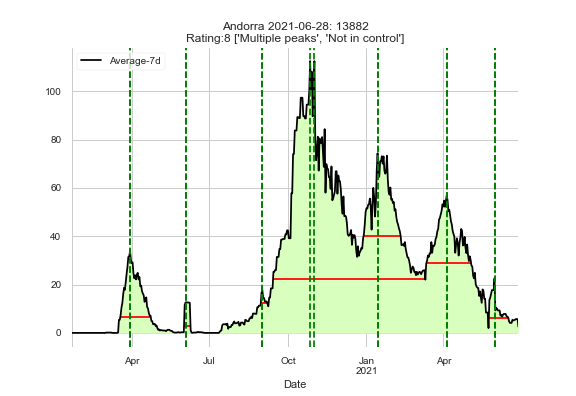 Andorra 2021-06-28: 13882
Rating:8 ['Multiple peaks', 'Not in control']
Average-7d
100
80
60
40
20
0
Apr
Jul
Oct
Jan
2021
Apr
Date